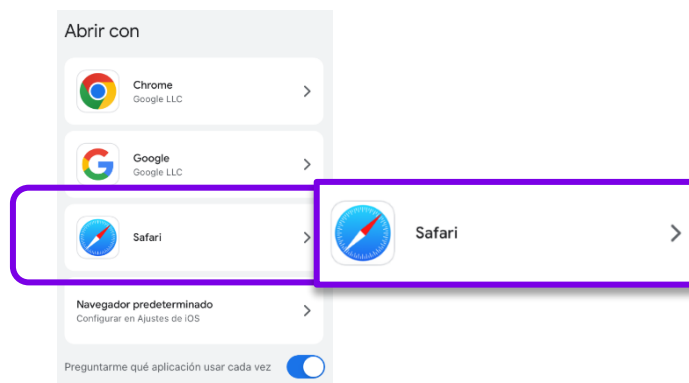 Abrir con
Chrome
Google LLC
Google
Google LLC
Safari
Safari
Navegador predeterminado
Configurar en Ajustes de iOS
Preguntarme qué aplicación usar cada vez